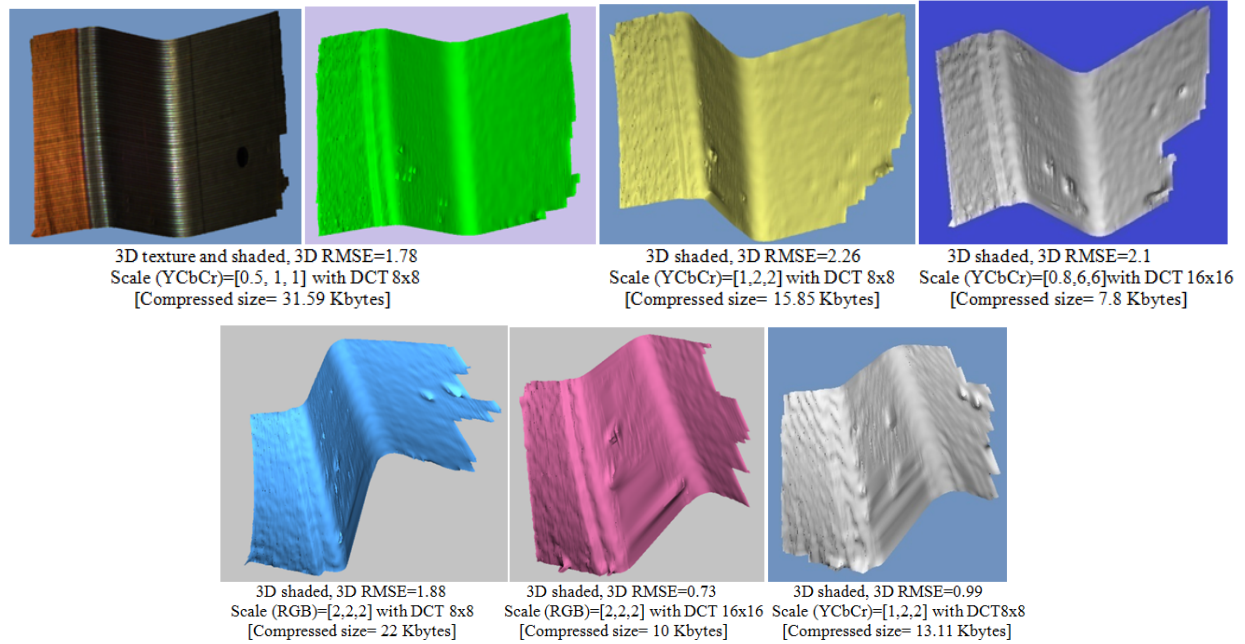 3D texture and shaded, 3D RMSE=1.78
Scale (YCbCr)=[0.5, 1, 1] with DCT 8x8
[Compressed size= 31.59 Kbytes]
3D shaded, 3D RMSE=2.26
Scale (YCbCr)=[1,2,2] with DCT 8x8
[Compressed size= 15.85 Kbytes]
3D shaded, 3D RMSE=2.1
Scale (YCbCr)=[0.8,6,6]with DCT 16x16
[Compressed size= 7.8 Kbytes]
3D shaded, 3D RMSE=1.88
Scale (RGB)=[2,2,2] with DCT 8x8
[Compressed size= 22 Kbytes]
3D shaded, 3D RMSE=0.73
Scale (RGB)=[2,2,2] with DCT 16x16
[Compressed size= 10 Kbytes]
3D shaded, 3D RMSE=0.99
Scale (YCbCr)=[1,2,2] with DCT8x8
[Compressed size= 13.11 Kbytes]